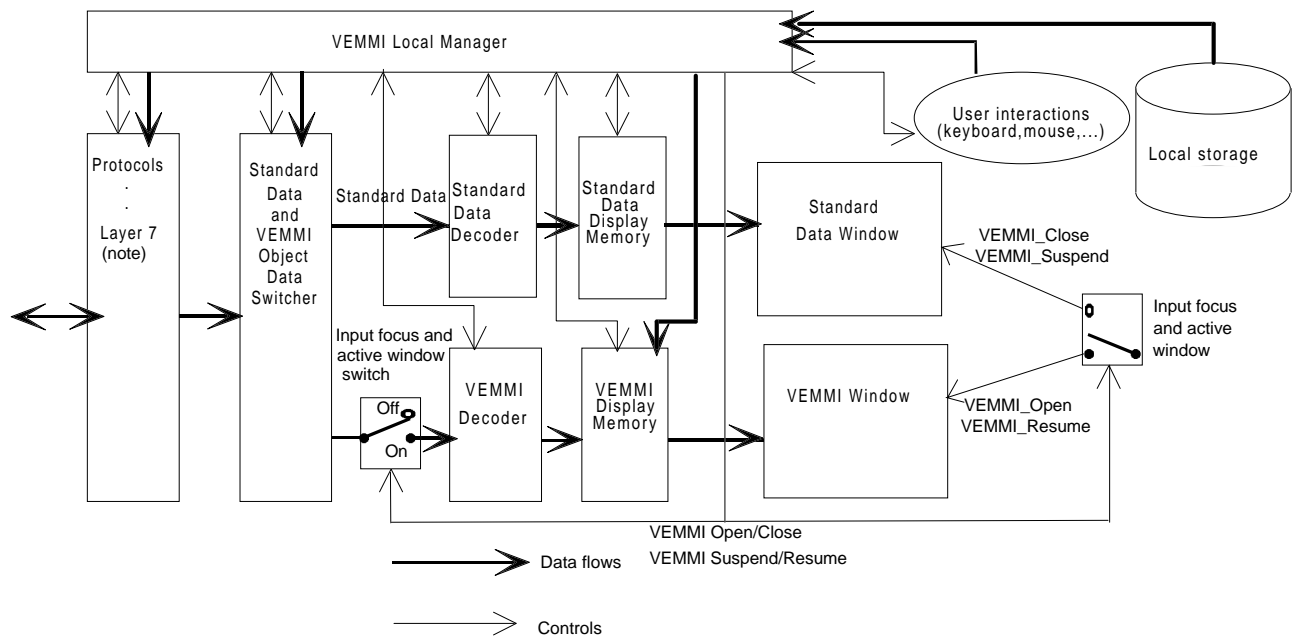 VEMMI Local Manager
User interactions
(keyboard,mouse,...)
Local storage
Protocols
.
.
Layer 7
(note)
Standard
Data
and
VEMMI
Object
Data
Switcher
Standard Data
Standard
Data
Decoder
Standard
Data
Display
Memory
Standard
Data Window
VEMMI_Close
VEMMI_Suspend
Input focus
and active
window
Input focus and
active window
switch
Off
On
VEMMI
Decoder
VEMMI
Display
Memory
VEMMI Window
VEMMI_Open
VEMMI_Resume
VEMMI Open/Close
VEMMI Suspend/Resume
Data flows
Controls